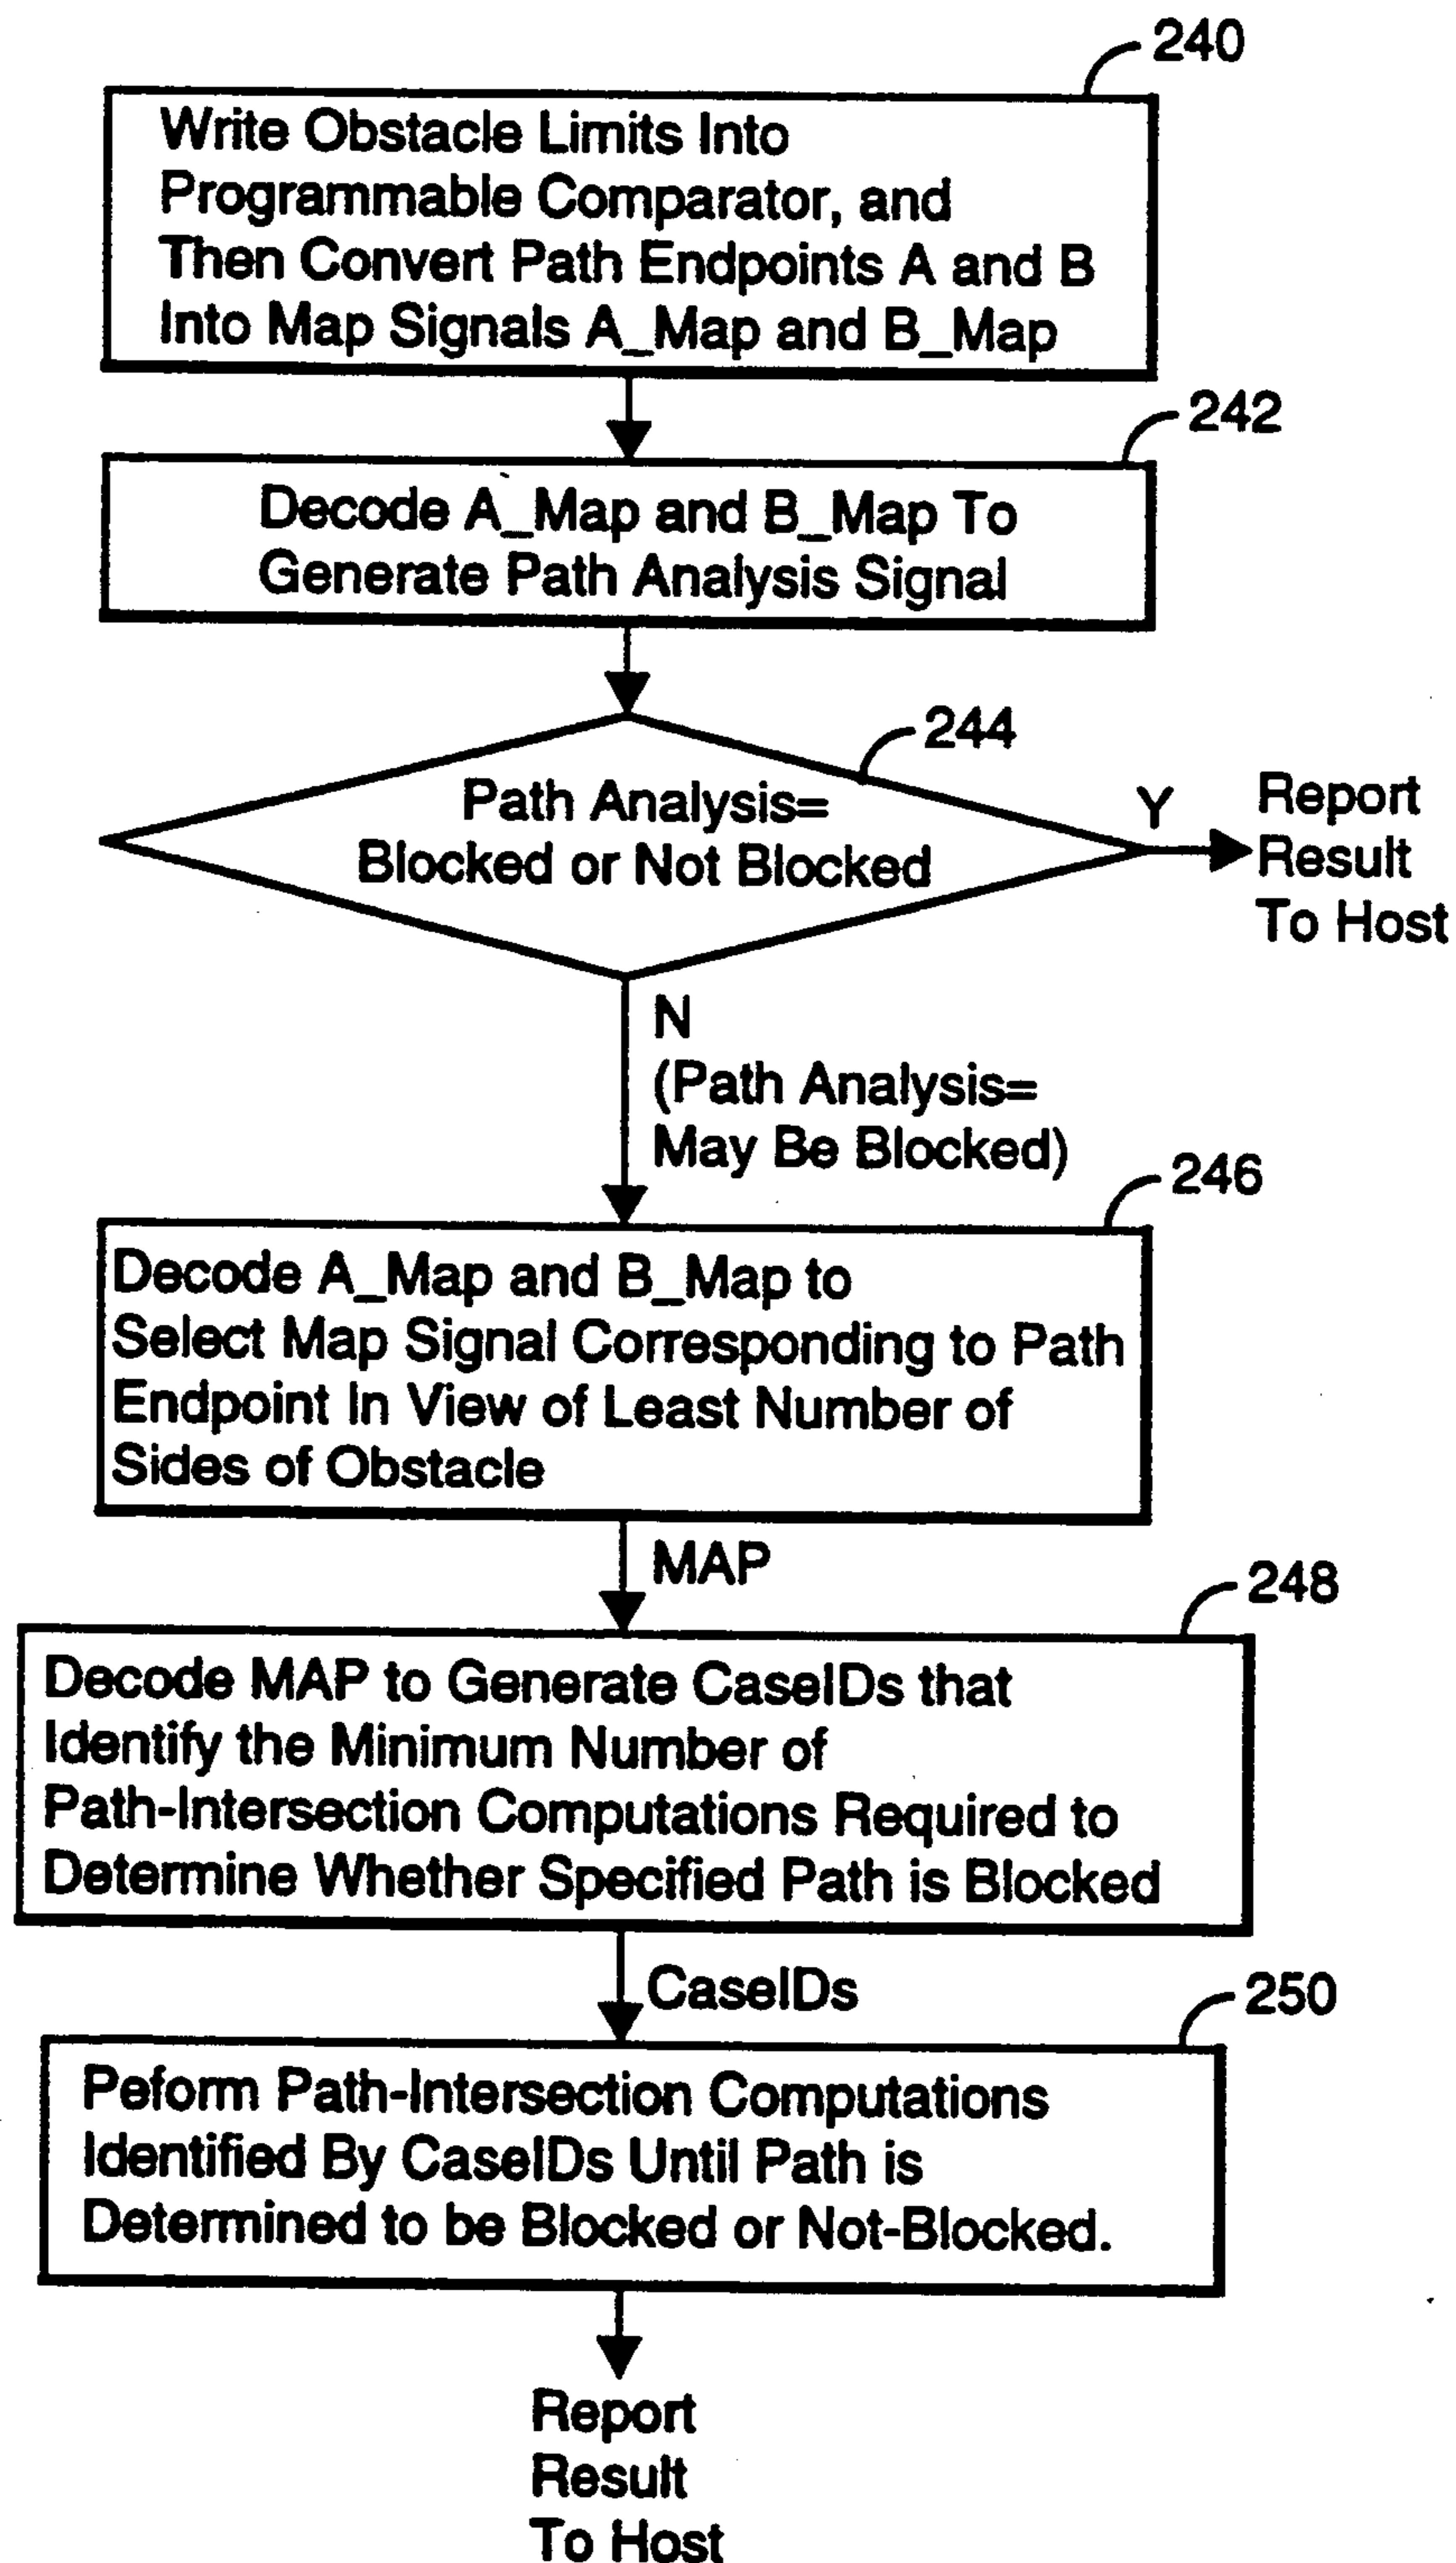 240
Write Obstacle Limits Into
Programmable Comparator, and
Then Convert Path Endpoints A and B
Into Map Signals A_Map and B_Map
242
Decode A_Map and B_Map To
Generate Path Analysis Signal
244
Path Analysis=
Blocked or Not Blocked
Y
Report
Result
To Host
N
(Path Analysis=
May Be Blocked)
246
Decode A_Map and B_Map to
Select Map Signal Corresponding to Path
Endpoint In View of Least Number of
Sides of Obstacle
MAP
248
Decode MAP to Generate CaseIDs that
Identify the Minimum Number of
Path-Intersection Computations Required to
Determine Whether Specified Path is Blocked
CaseIDs
250
Peform Path-Intersection Computations
Identified By CaseIDs Until Path is
Determined to be Blocked or Not-Blocked.
Report
Result
To Host